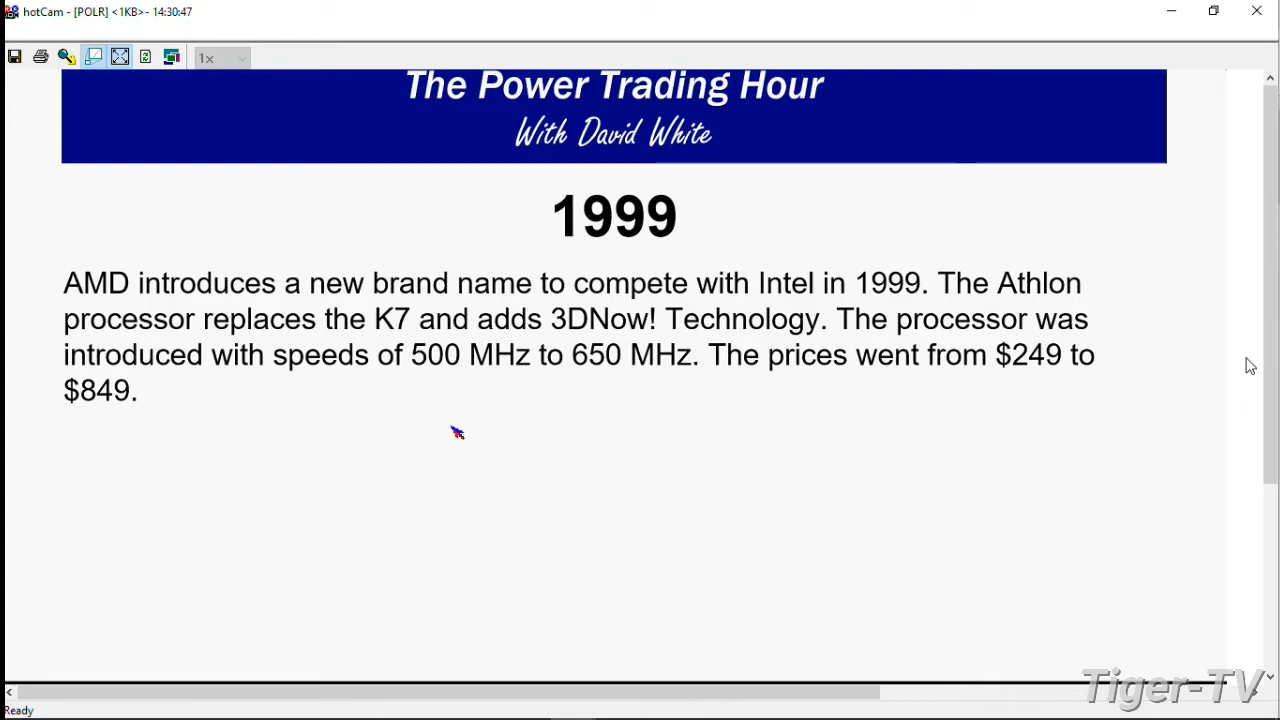 hotCam - [POLR] <1KB> - 14:30:47
1x
The Power Trading Hour
With David White
1999
AMD introduces a new brand name to compete with Intel in 1999. The Athlon
processor replaces the K7 and adds 3DNow! Technology. The processor was
introduced with speeds of 500 MHz to 650 MHz. The prices went from $249 to
$849.
Tiger-TV
Ready